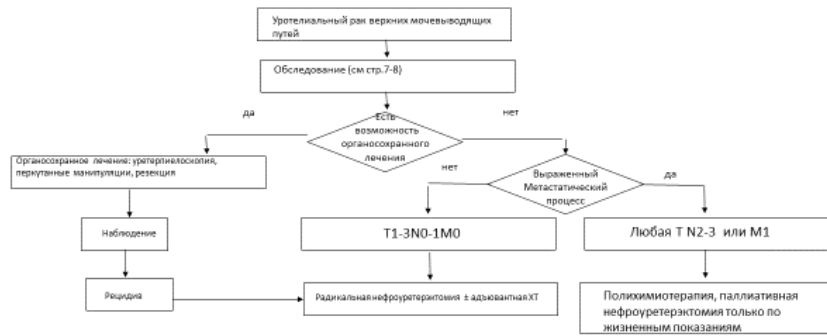 Уротелиальный рак верхних мочевыводящих
путей
Обследование (см стр.7-8)
да
нет
Есть
возможность
органосохранного
лечения
Органосохранное лечение: уретерпиелоскопия,
перкутанные манипуляции, резекция
нет
Выраженный
Метастатический
процесс
да
Наблюдение
Т1-3N0-1M0
Любая Т N2-3 или М1
Рецидив
Радикальная нефроуретерэктомия ± адъювантная ХТ
Полихимиотерапия, паллиативная
нефроуретерэктомия только по
жизненным показаниям